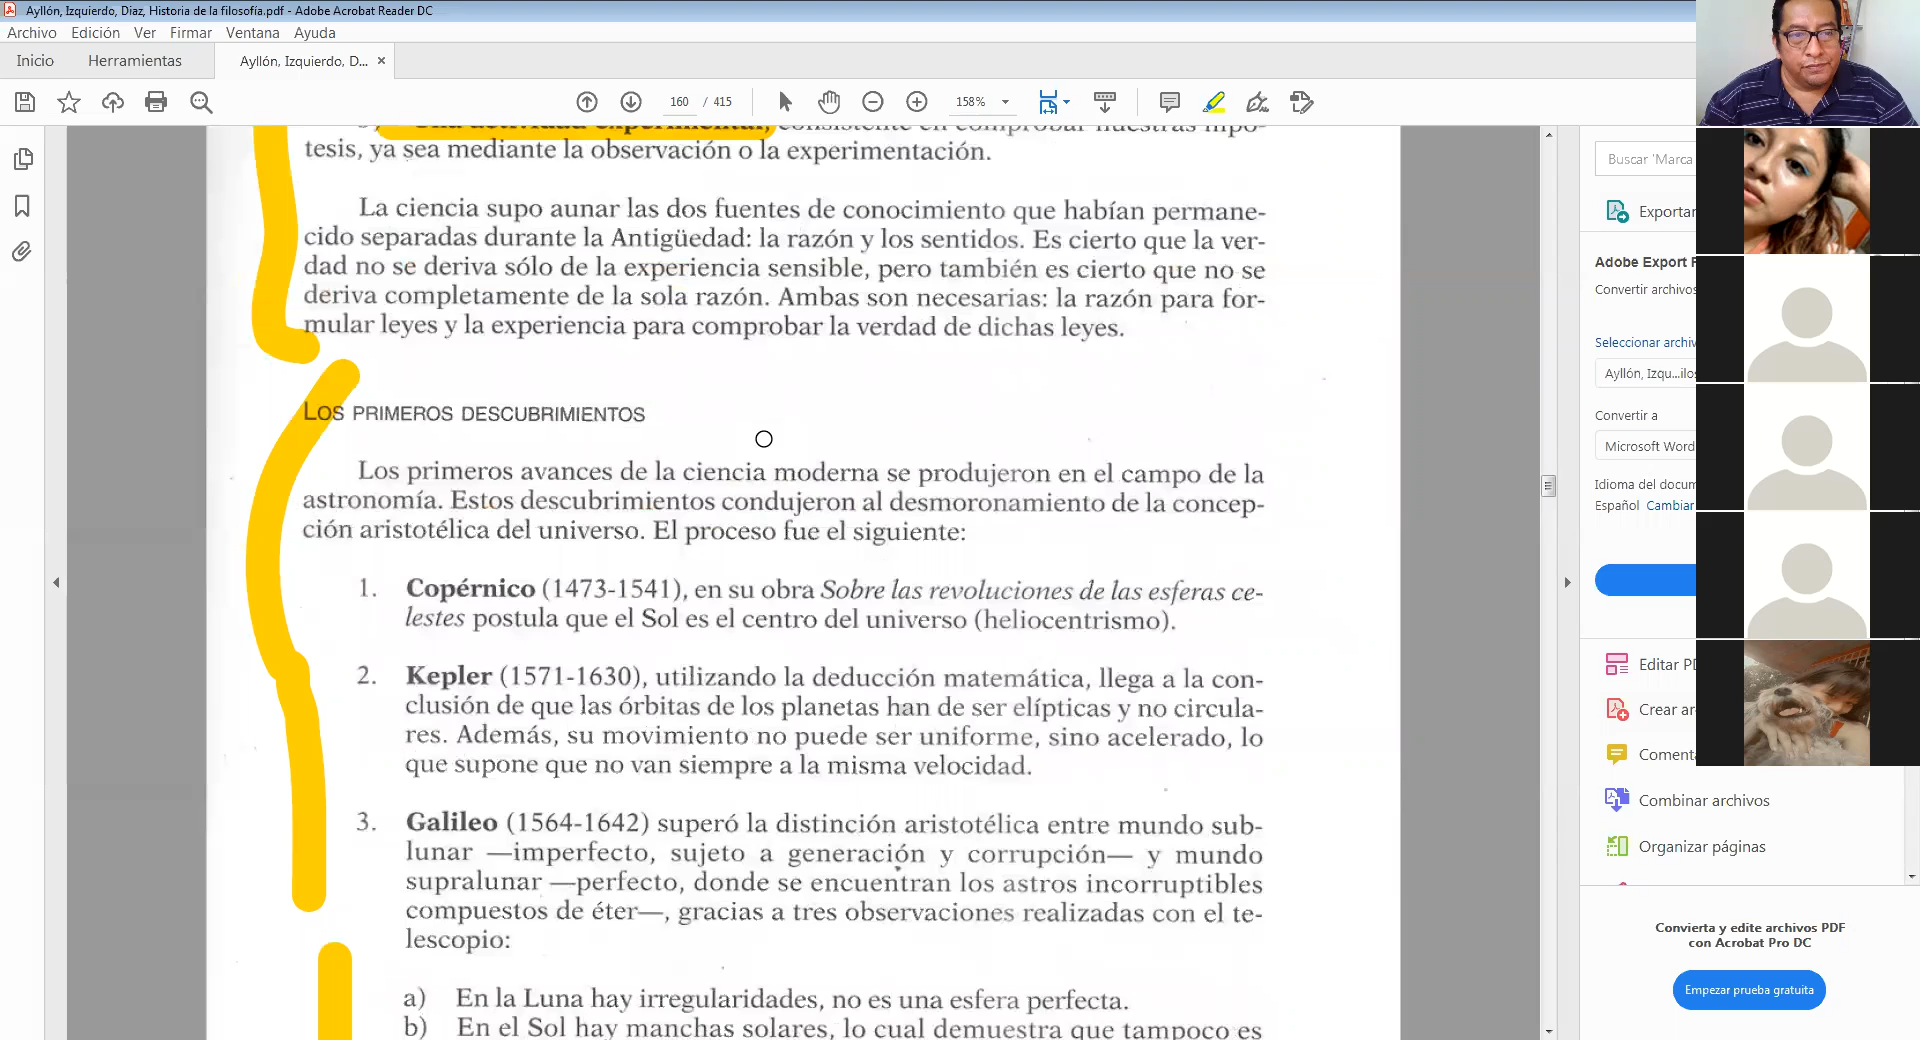 Ayllón, Izquierdo, Diaz, Historia de la filosofía.pdf - Adobe Acrobat Reader DC
Archivo Edición Ver Firmar Ventana Ayuda
Inicio Herramientas Ayllón, Izquierdo, D... ×
160 / 415 158%
tesis, ya sea mediante la observación o la experimentación.
La ciencia supo aunar las dos fuentes de conocimiento que habían permane-
cido separadas durante la Antigüedad: la razón y los sentidos. Es cierto que la ver-
dad no se deriva sólo de la experiencia sensible, pero también es cierto que no se
deriva completamente de la sola razón. Ambas son necesarias: la razón para for-
mular leyes y la experiencia para comprobar la verdad de dichas leyes.
LOS PRIMEROS DESCUBRIMIENTOS
Los primeros avances de la ciencia moderna se produjeron en el campo de la
astronomía. Estos descubrimientos condujeron al desmoronamiento de la concep-
ción aristotélica del universo. El proceso fue el siguiente:
1. Copérnico (1473-1541), en su obra Sobre las revoluciones de las esferas ce-
lestes postula que el Sol es el centro del universo (heliocentrismo).
2. Kepler (1571-1630), utilizando la deducción matemática, llega a la con-
clusión de que las órbitas de los planetas han de ser elípticas y no circula-
res. Además, su movimiento no puede ser uniforme, sino acelerado, lo
que supone que no van siempre a la misma velocidad.
3. Galileo (1564-1642) superó la distinción aristotélica entre mundo sub-
lunar —imperfecto, sujeto a generación y corrupción— y mundo
supralunar —perfecto, donde se encuentran los astros incorruptibles
compuestos de éter—, gracias a tres observaciones realizadas con el te-
lescopio:
a) En la Luna hay irregularidades, no es una esfera perfecta.
b) En el Sol hay manchas solares, lo cual demuestra que tampoco es
Buscar 'Marca
Exportar
Adobe Export
Convertir archivos
Seleccionar archiv
Ayllón, Izqu...ilos
Convertir a
Microsoft Word
Idioma del docum
Español Cambiar
Editar PD
Crear ar
Comenta
Combinar archivos
Organizar páginas
Convierta y edite archivos PDF
con Acrobat Pro DC
Empezar prueba gratuita